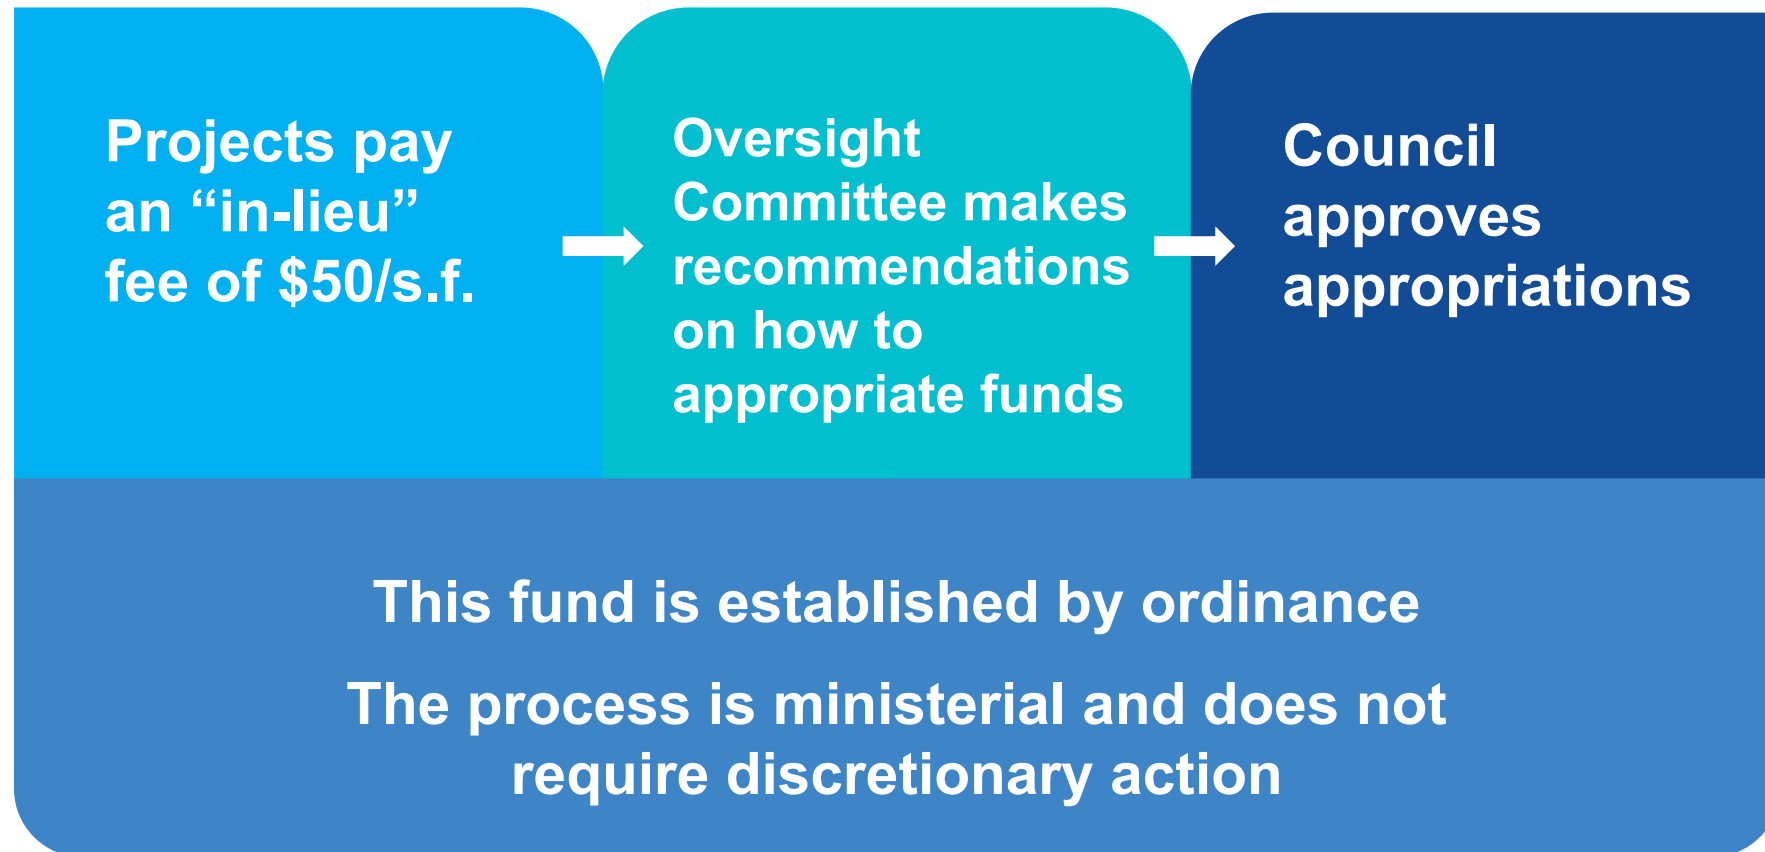 Projects pay
an “in-lieu”
fee of $50/s.f.
Oversight
Committee makes
recommendations
on how to
appropriate funds
Council
approves
appropriations
This fund is established by ordinance
The process is ministerial and does not
require discretionary action